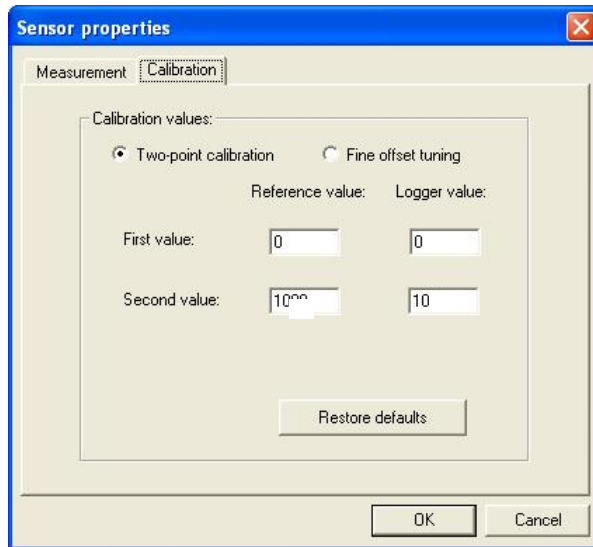 Sensor properties
Measurement Calibration
Calibration values:
Two-point calibration Fine offset tuning
Reference value: Logger value:
First value: 0 0
Second value: 10
Restore defaults
OK Cancel